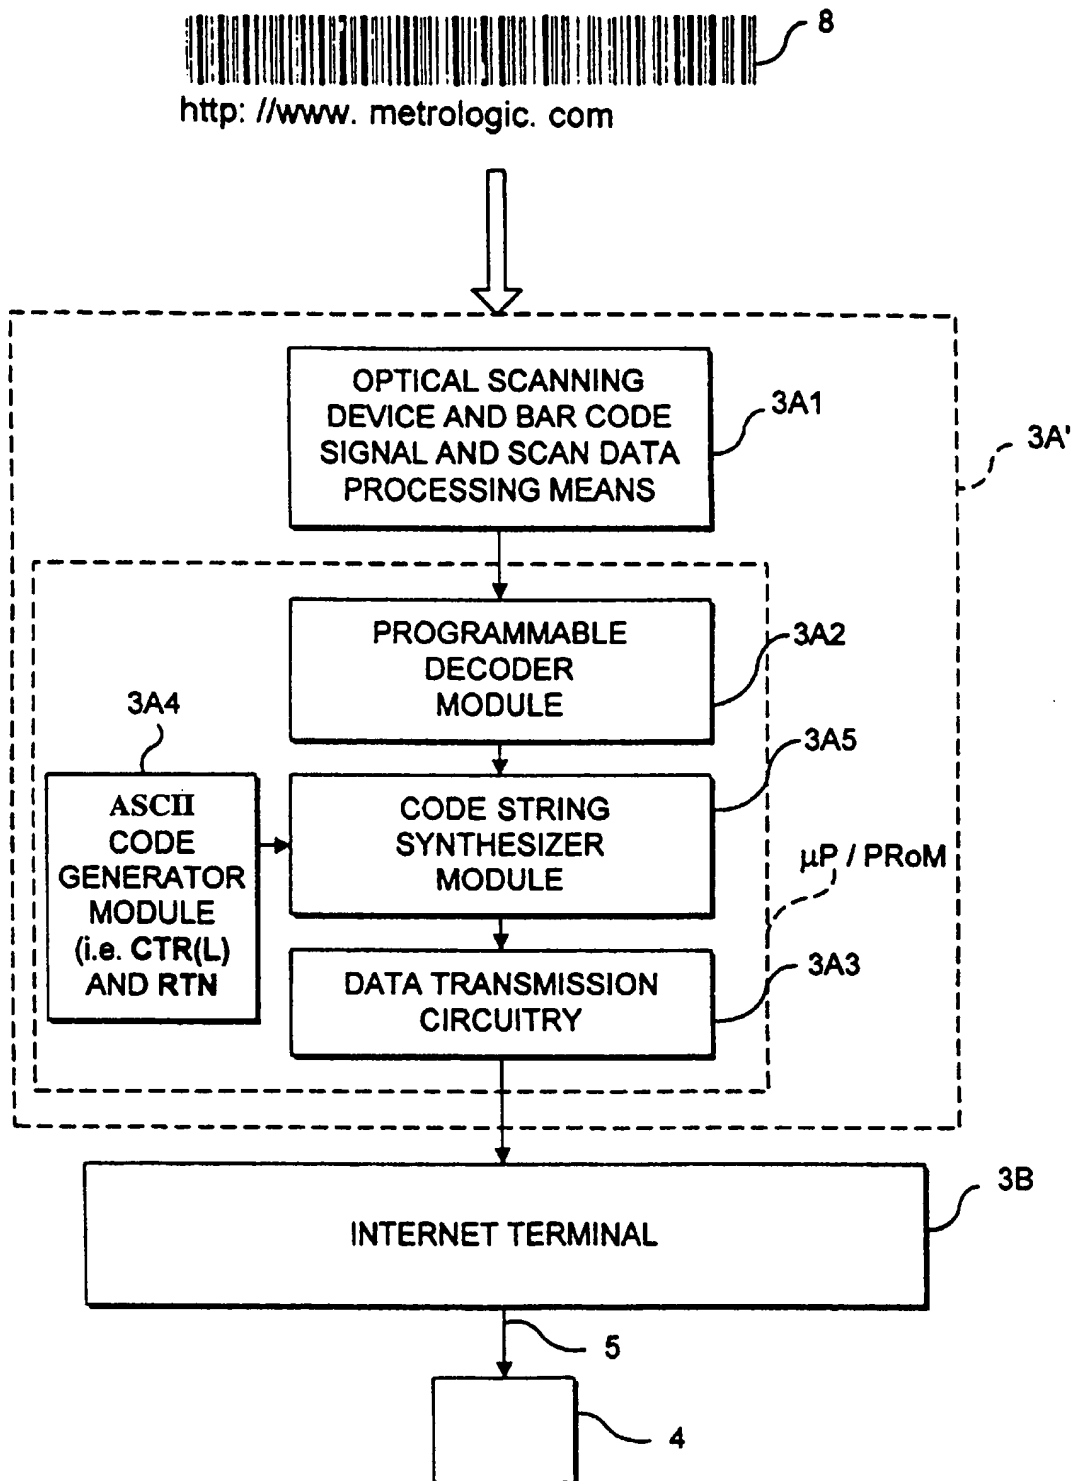 8
http: //www. metrologic. com
OPTICAL SCANNING
DEVICE AND BAR CODE
SIGNAL AND SCAN DATA
PROCESSING MEANS
3A1
3A'
PROGRAMMABLE
DECODER
MODULE
3A2
3A4
ASCII
CODE
GENERATOR
MODULE
(i.e. CTR(L)
AND RTN
CODE STRING
SYNTHESIZER
MODULE
3A5
µP / PRoM
DATA TRANSMISSION
CIRCUITRY
3A3
INTERNET TERMINAL
3B
5
4